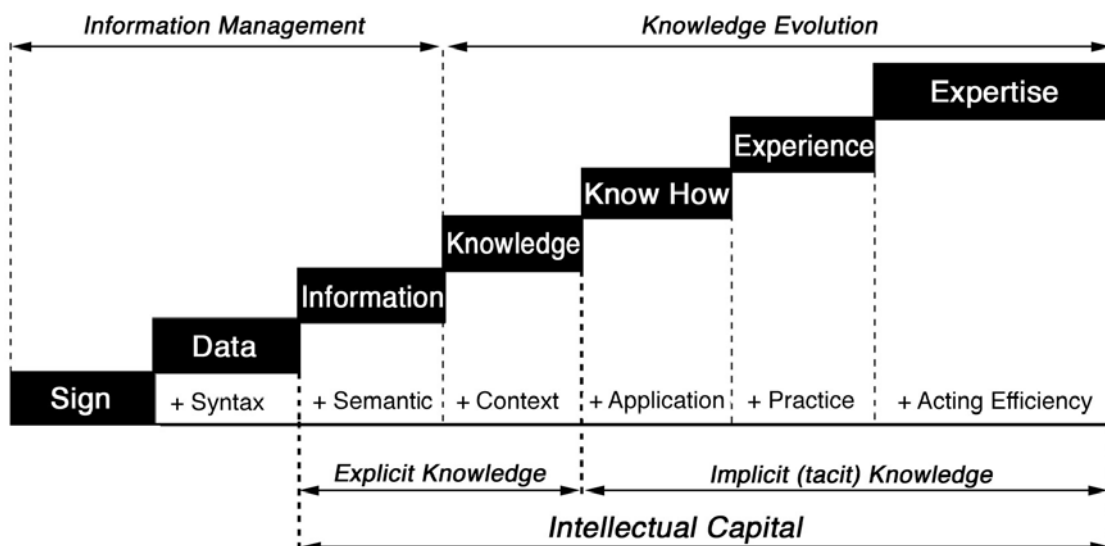 Information Management
Knowledge Evolution
Expertise
Experience
Know How
Knowledge
Information
Data
Sign
+ Syntax
+ Semantic
+ Context
+ Application
+ Practice
+ Acting Efficiency
Explicit Knowledge
Implicit (tacit) Knowledge
Intellectual Capital